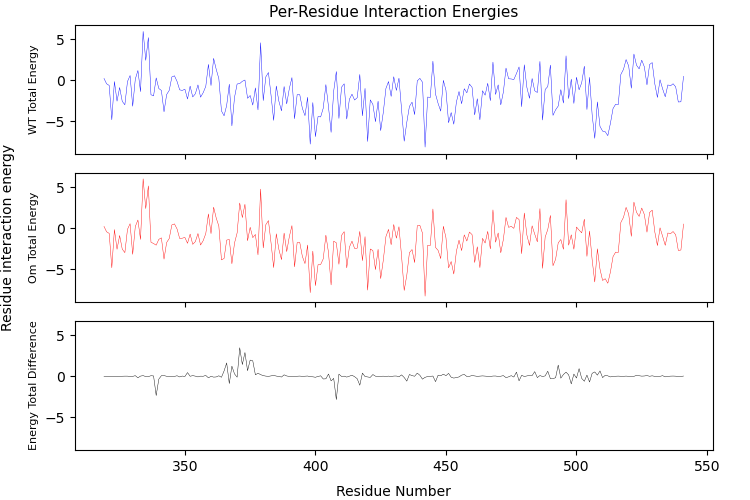 Per-Residue Interaction Energies
Residue interaction energy
WT Total Energy
5
0
−5
Om Total Energy
5
0
−5
Energy Total Difference
5
0
−5
350 400 450 500 550
Residue Number